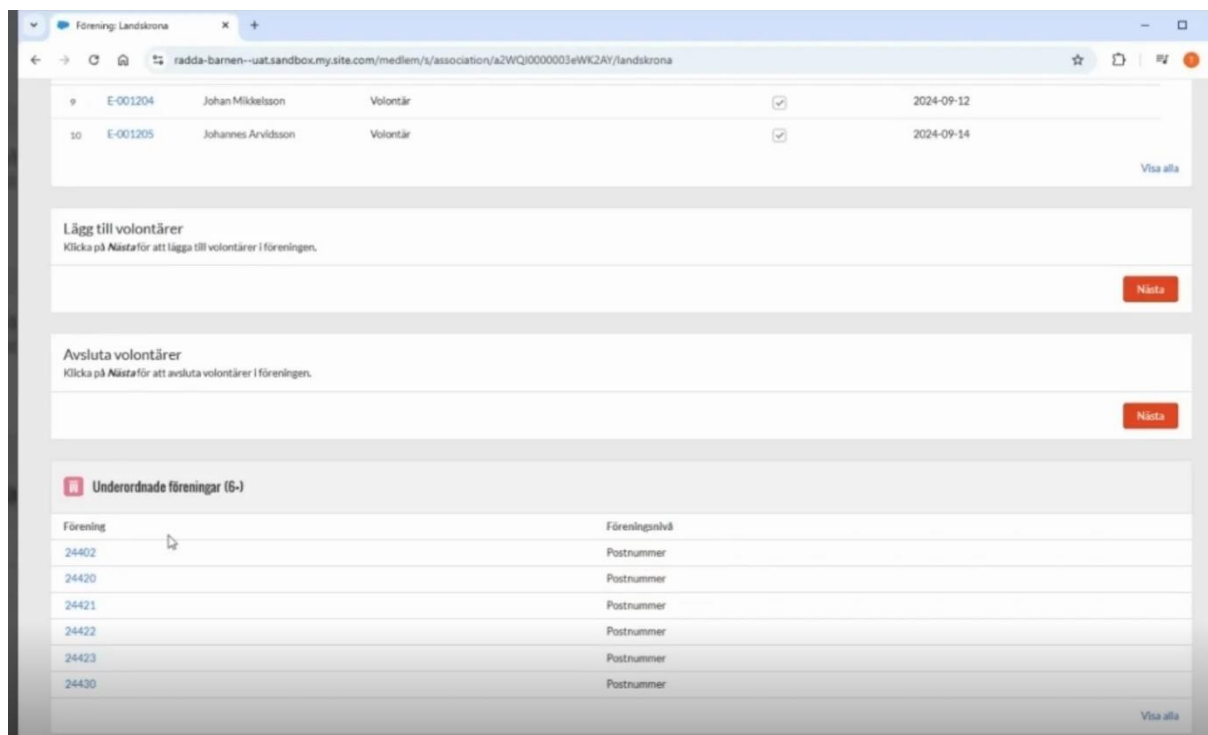 Förening: Landskrona
radda-barnen--uat.sandbox.my.site.com/medlem/s/association/a2WQI0000003eWK2AY/landskrona
9 E-001204 Johan Mikkelsson Volontär 2024-09-12
10 E-001205 Johannes Arvidsson Volontär 2024-09-14
Visa alla
Lägg till volontärer
Klicka på Nästa för att lägga till volontärer i föreningen.
Nästa
Avsluta volontärer
Klicka på Nästa för att avsluta volontärer i föreningen.
Nästa
Underordnade föreningar (6+)
Förening Föreningsnivå
24402 Postnummer
24420 Postnummer
24421 Postnummer
24422 Postnummer
24423 Postnummer
24430 Postnummer
Visa alla